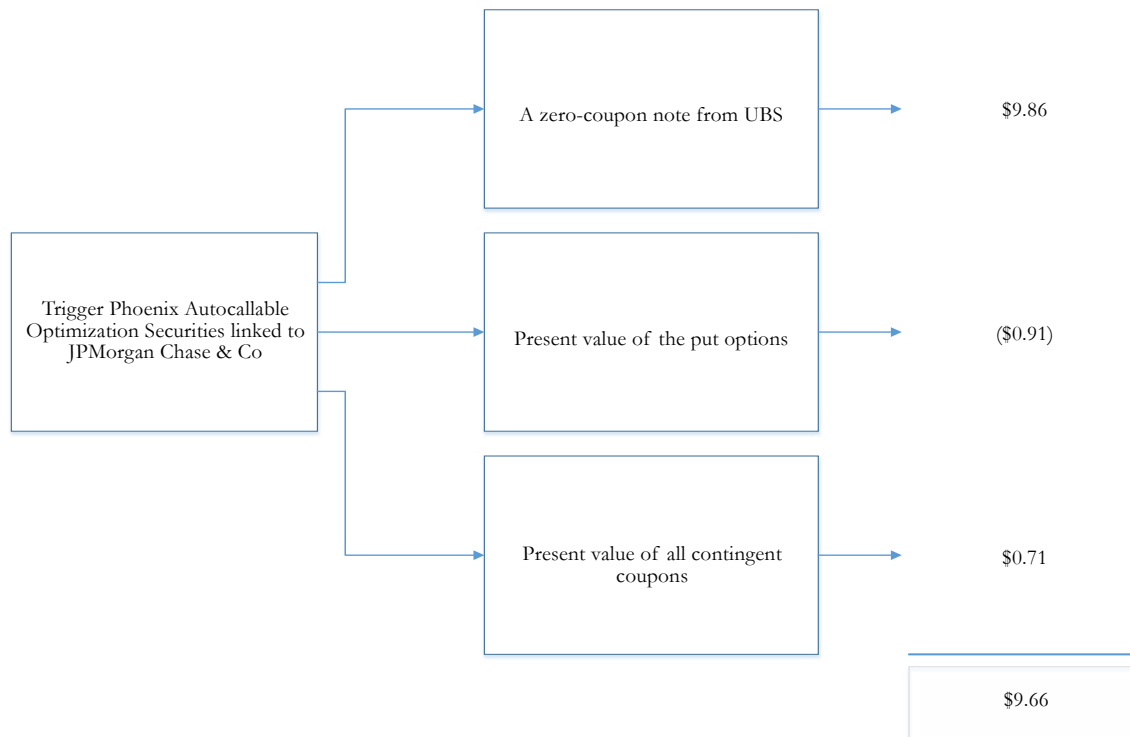 A zero-coupon note from UBS
$9.86
Trigger Phoenix Autocallable
Optimization Securities linked to
JPMorgan Chase & Co
Present value of the put options
($0.91)
Present value of all contingent
coupons
$0.71
$9.66